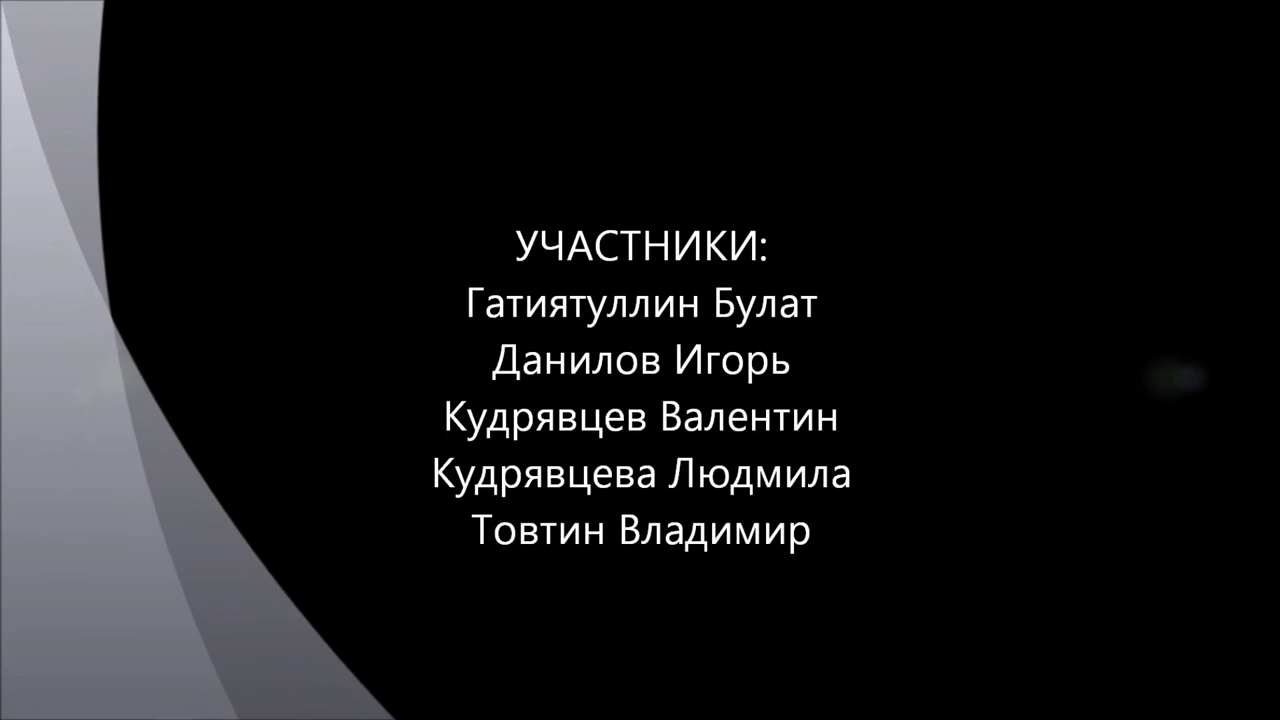 УЧАСТНИКИ:
Гатиятуллин Булат
Данилов Игорь
Кудрявцев Валентин
Кудрявцева Людмила
Товтин Владимир